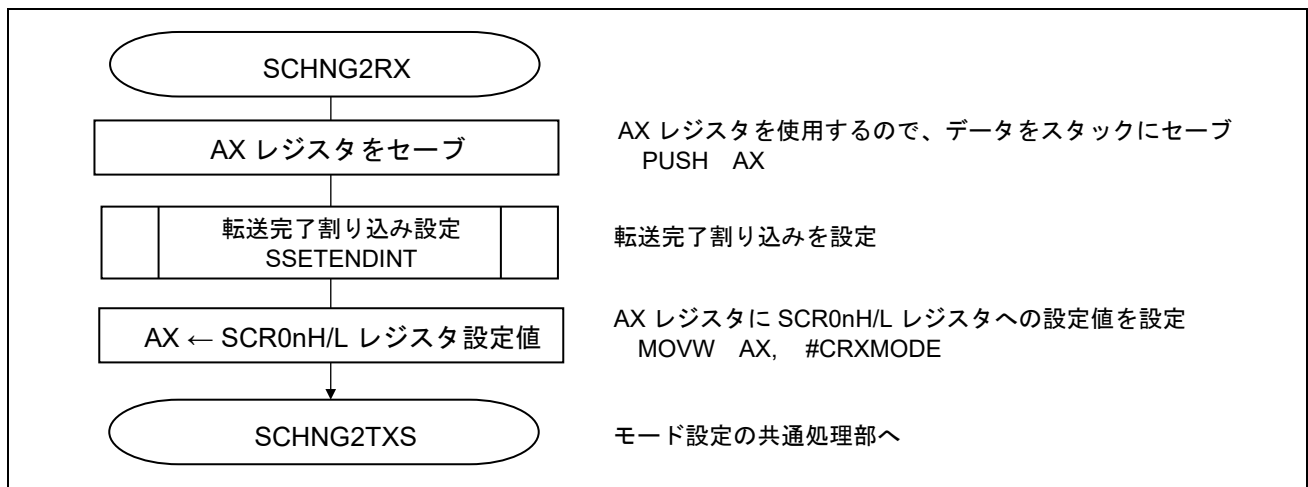 SCHNG2RX
AX レジスタをセーブ
AX レジスタを使用するので、データをスタックにセーブ
PUSH AX
転送完了割り込み設定
SSETENDINT
転送完了割り込みを設定
AX ← SCR0nH/L レジスタ設定値
AX レジスタに SCR0nH/L レジスタへの設定値を設定
MOVW AX, #CRXMODE
SCHNG2TXS
モード設定の共通処理部へ